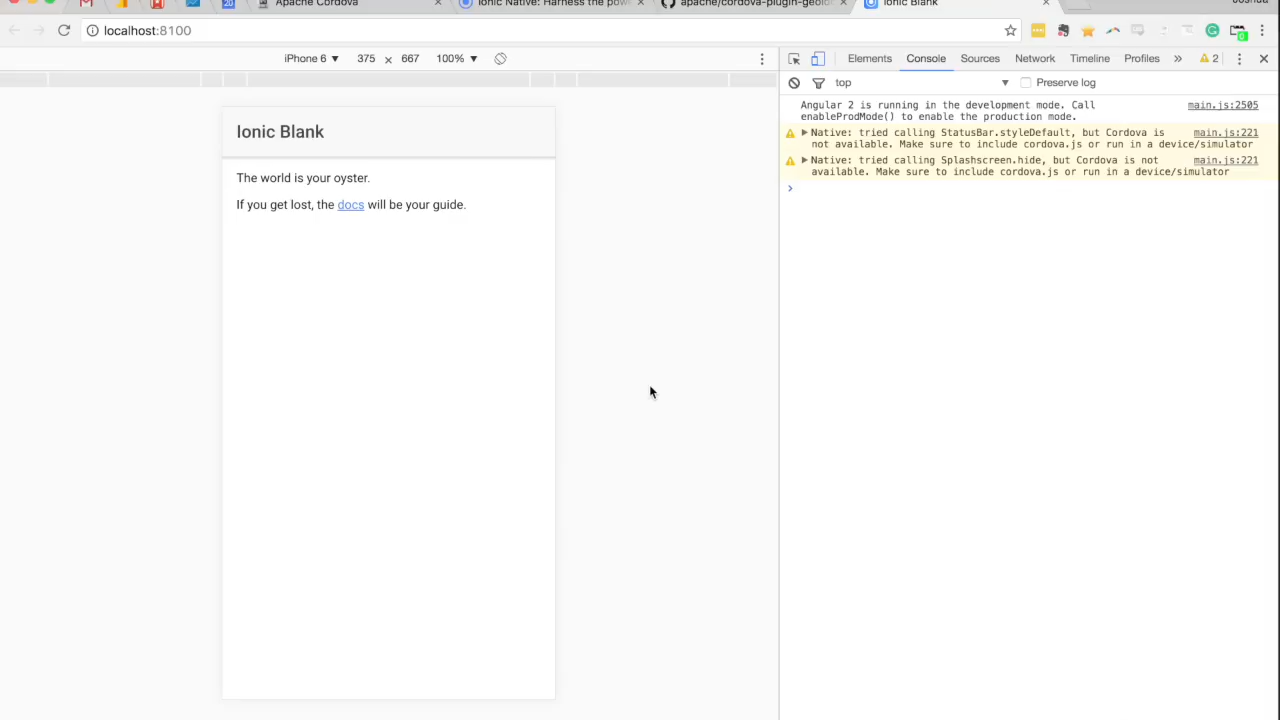 20 Apache Cordova × Ionic Native: Harness the pow × apache/cordova-plugin-geolo × Ionic Blank ×
localhost:8100
iPhone 6 ▼ 375 × 667 100% ▼
Elements Console Sources Network Timeline Profiles » 2
top ▼ Preserve log
Ionic Blank
The world is your oyster.
If you get lost, the docs will be your guide.
Angular 2 is running in the development mode. Call main.js:2505
enableProdMode() to enable the production mode.
Native: tried calling StatusBar.styleDefault, but Cordova is main.js:221
not available. Make sure to include cordova.js or run in a device/simulator
Native: tried calling Splashscreen.hide, but Cordova is not main.js:221
available. Make sure to include cordova.js or run in a device/simulator